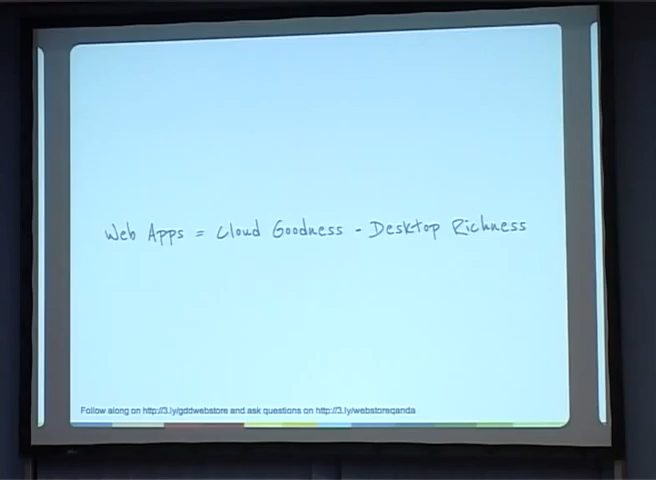 Web Apps = Cloud Goodness - Desktop Richness
Follow along on http://3.ly/gddwebstore and ask questions on http://3.ly/webstoreqanda